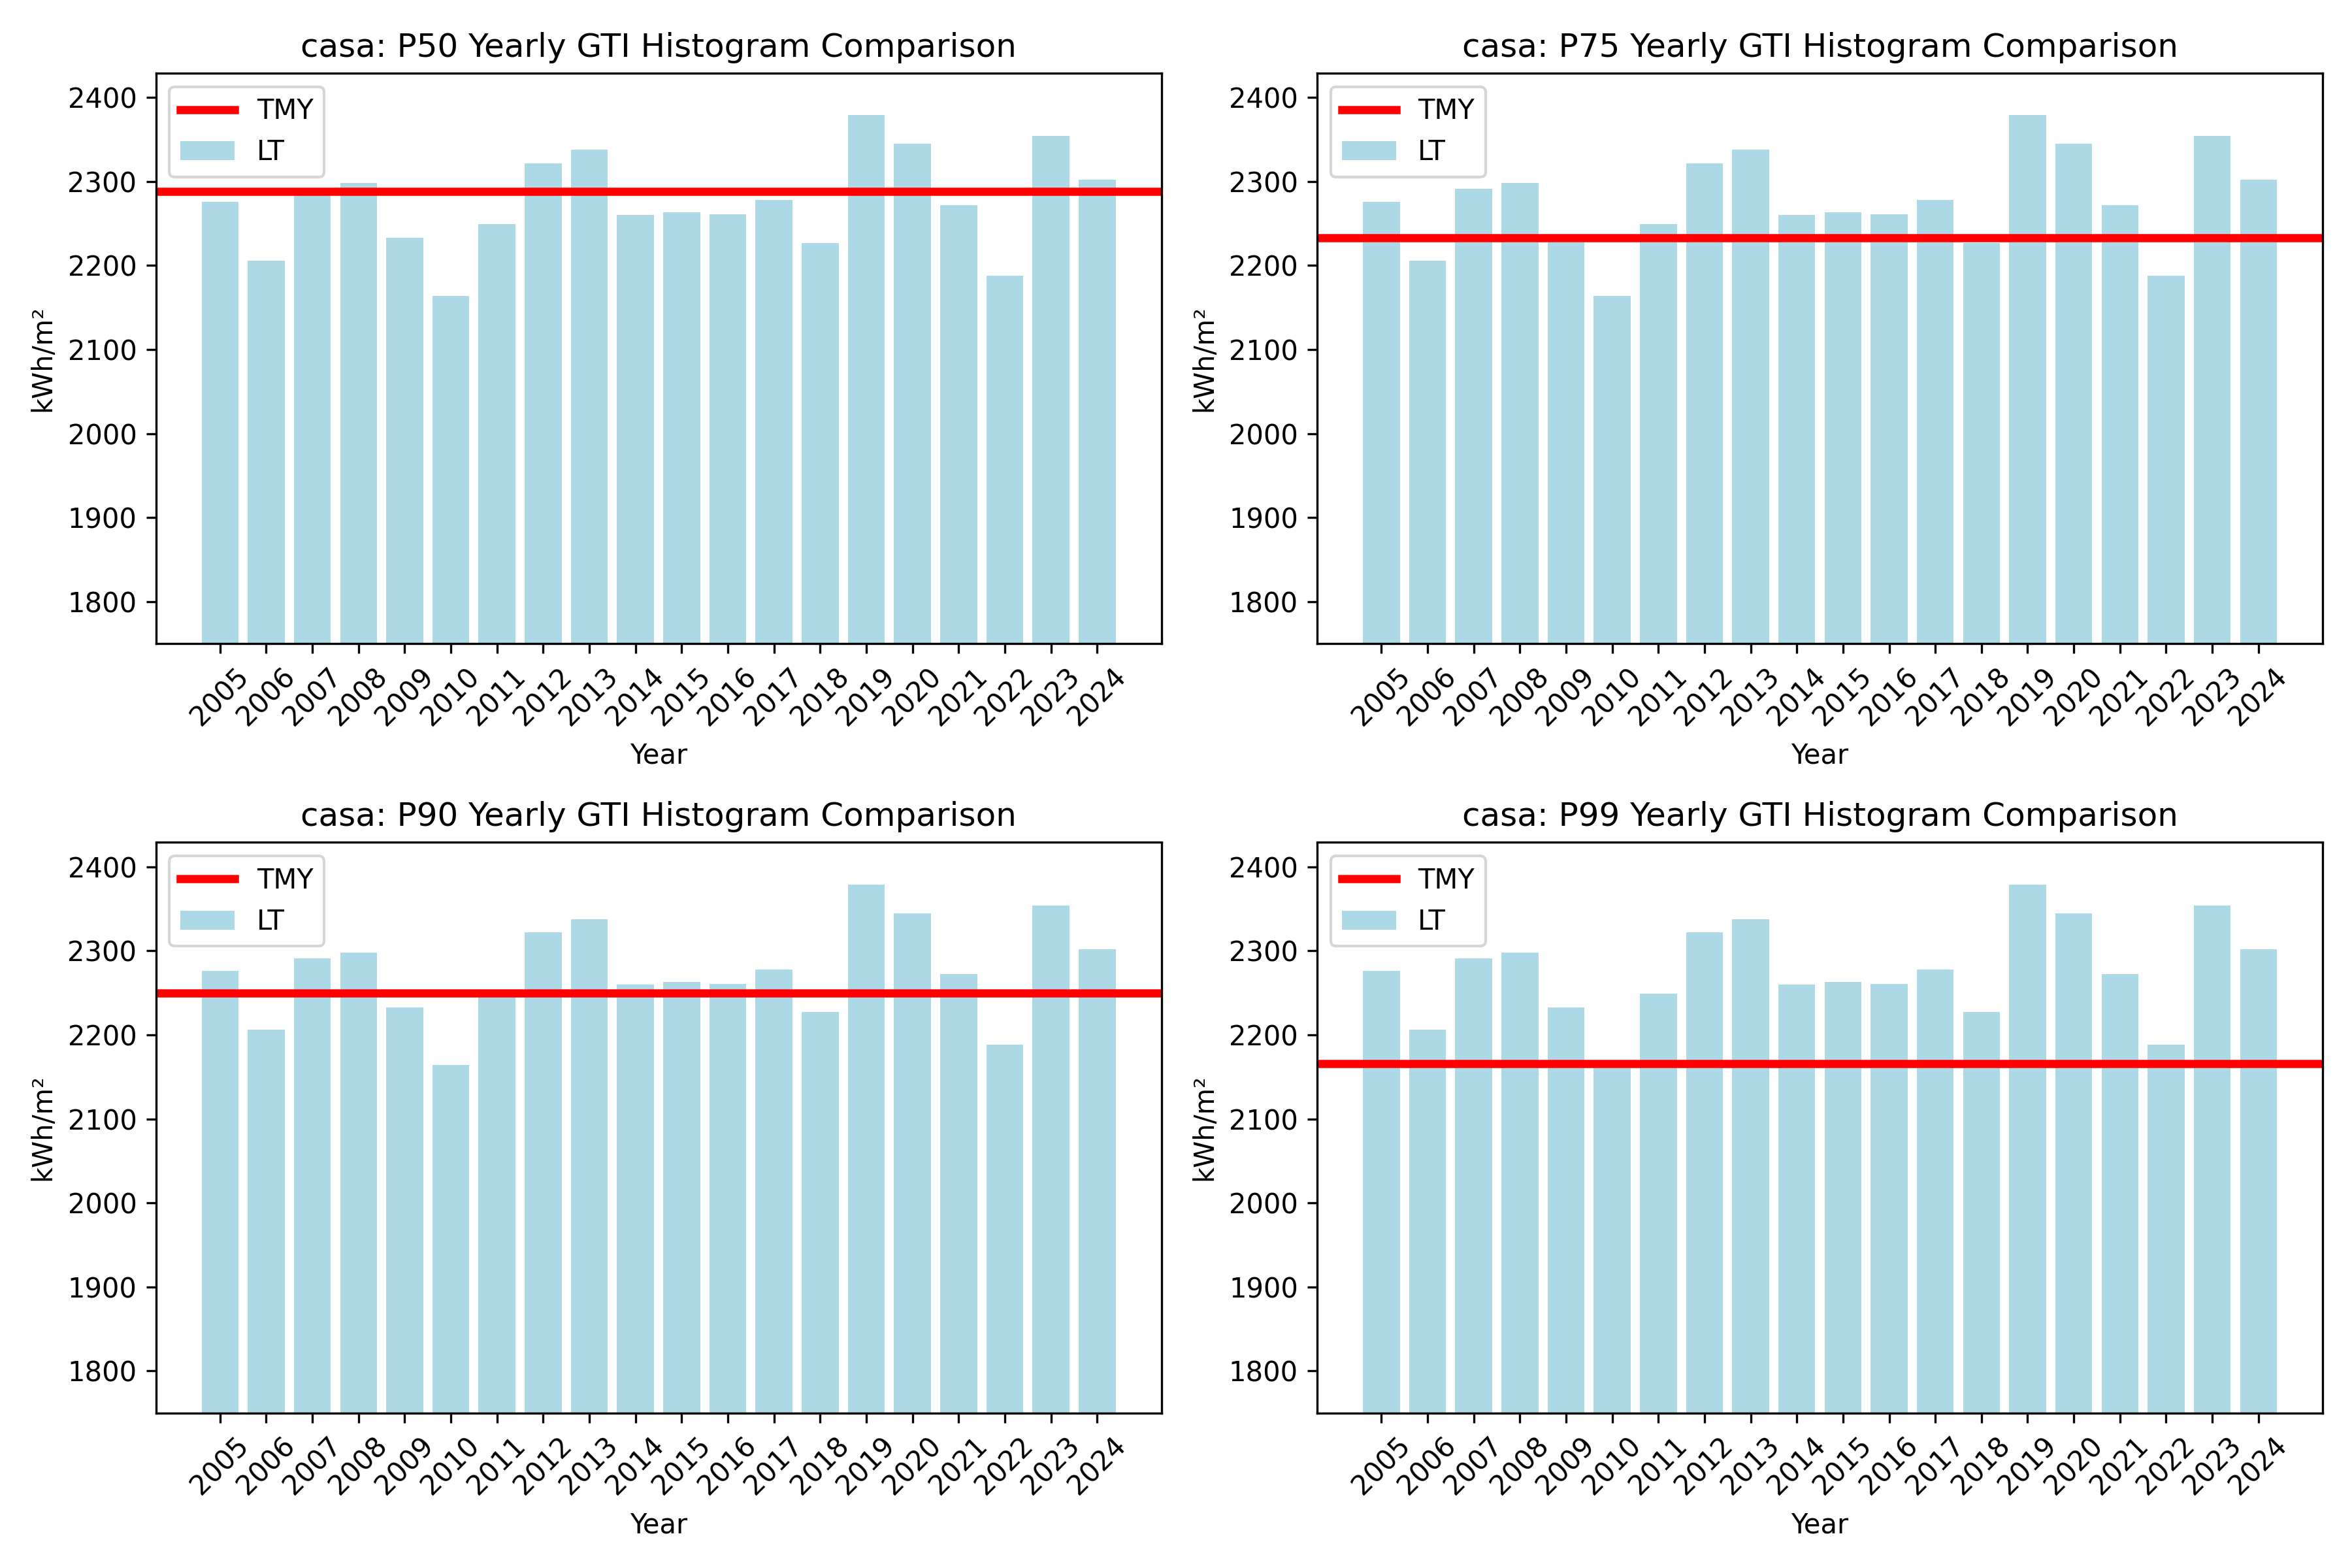 casa: P50 Yearly GTI Histogram Comparison
TMY
LT
2400
2300
2200
2100
2000
1900
1800
kWh/m²
2005 2006 2007 2008 2009 2010 2011 2012 2013 2014 2015 2016 2017 2018 2019 2020 2021 2022 2023 2024
Year
casa: P75 Yearly GTI Histogram Comparison
TMY
LT
2400
2300
2200
2100
2000
1900
1800
kWh/m²
2005 2006 2007 2008 2009 2010 2011 2012 2013 2014 2015 2016 2017 2018 2019 2020 2021 2022 2023 2024
Year
casa: P90 Yearly GTI Histogram Comparison
TMY
LT
2400
2300
2200
2100
2000
1900
1800
kWh/m²
2005 2006 2007 2008 2009 2010 2011 2012 2013 2014 2015 2016 2017 2018 2019 2020 2021 2022 2023 2024
Year
casa: P99 Yearly GTI Histogram Comparison
TMY
LT
2400
2300
2200
2100
2000
1900
1800
kWh/m²
2005 2006 2007 2008 2009 2010 2011 2012 2013 2014 2015 2016 2017 2018 2019 2020 2021 2022 2023 2024
Year